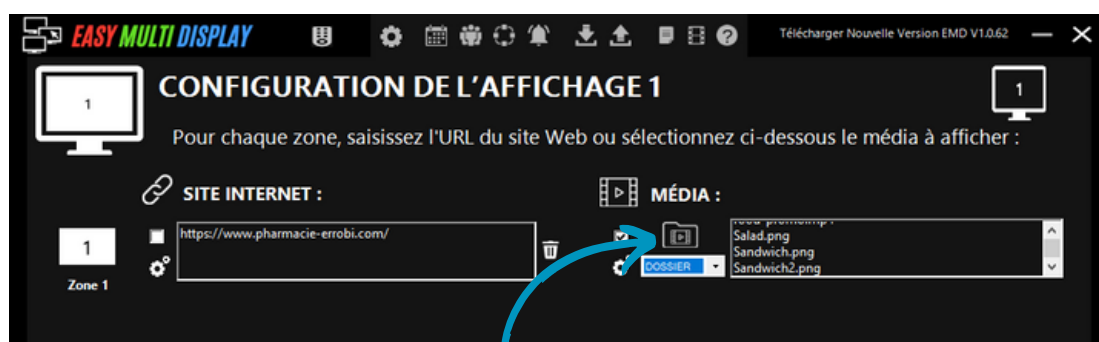 EASY MULTI DISPLAY
Télécharger Nouvelle Version EMD V1.0.62
1
CONFIGURATION DE L'AFFICHAGE 1
1
Pour chaque zone, saisissez l'URL du site Web ou sélectionnez ci-dessous le média à afficher :
SITE INTERNET :
MÉDIA :
1
Zone 1
https://www.pharmacie-errobi.com/
DOSSIER
Salad.png
Sandwich.png
Sandwich2.png